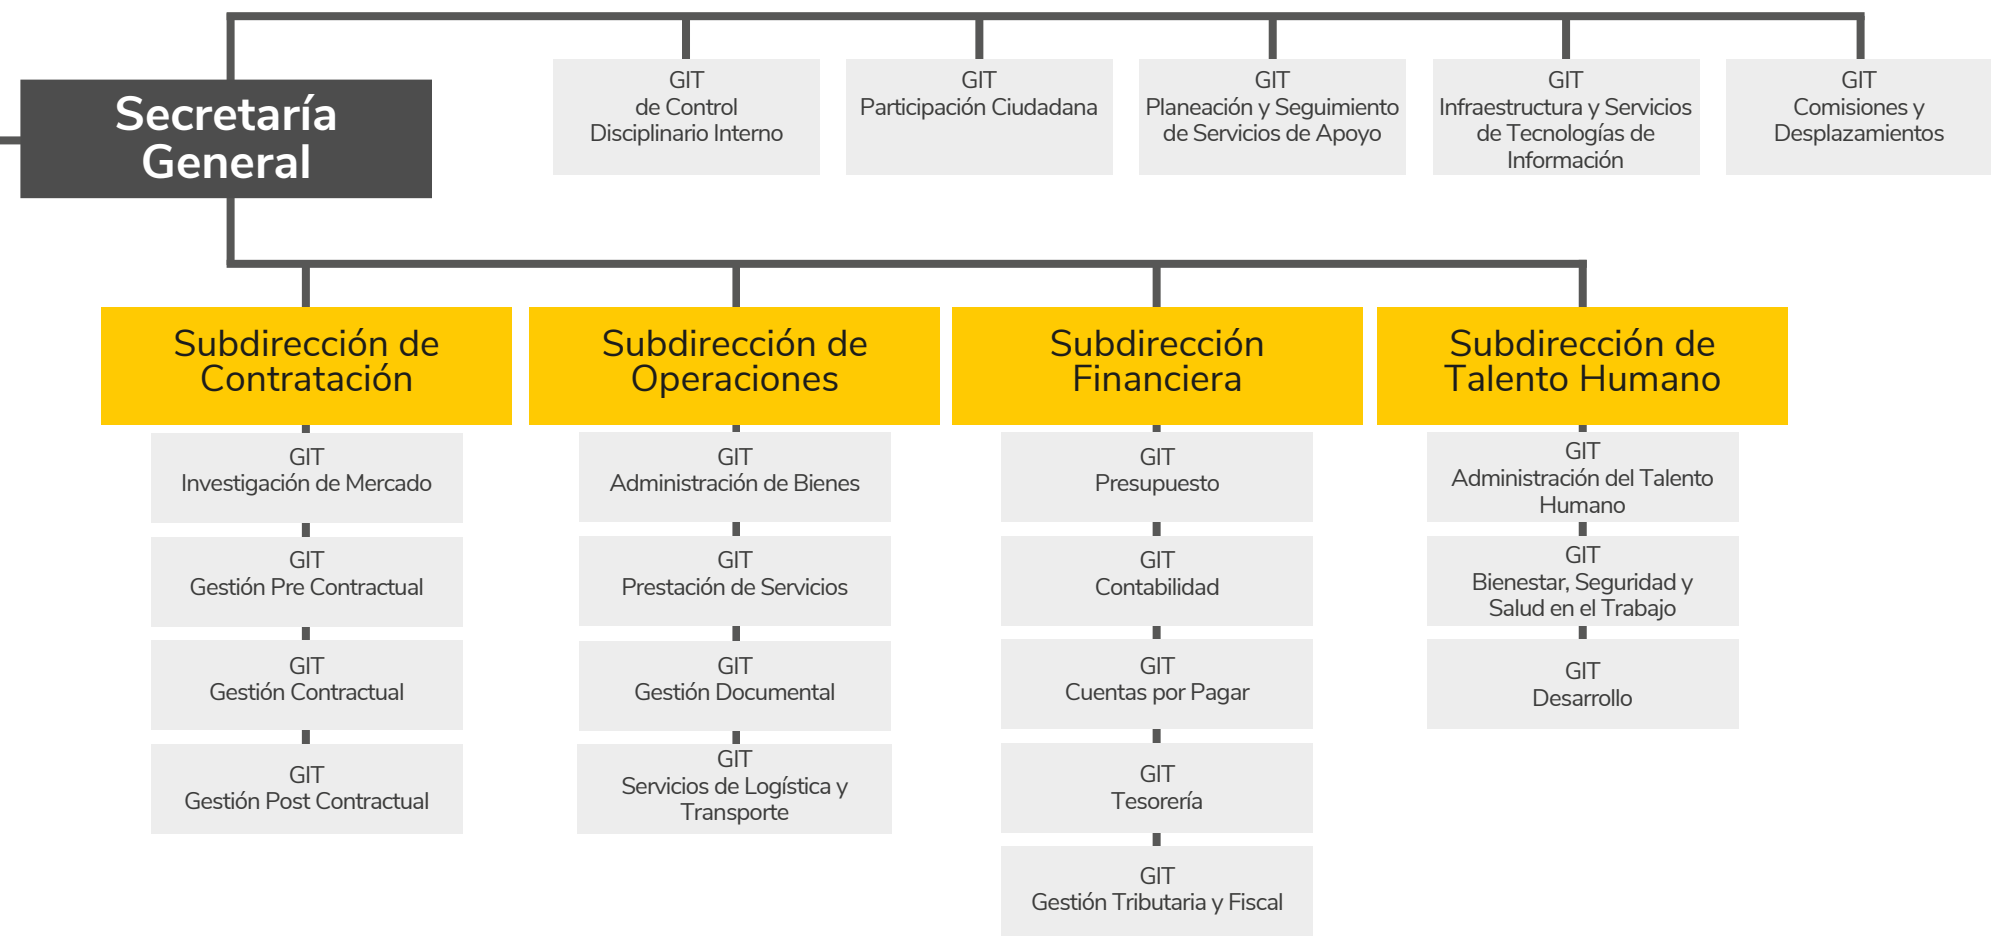 Secretaría
General
GIT
de Control
Disciplinario Interno
GIT
Participación Ciudadana
GIT
Planeación y Seguimiento
de Servicios de Apoyo
GIT
Infraestructura y Servicios
de Tecnologías de
Información
GIT
Comisiones y
Desplazamientos
Subdirección de
Contratación
GIT
Investigación de Mercado
GIT
Gestión Pre Contractual
GIT
Gestión Contractual
GIT
Gestión Post Contractual
Subdirección de
Operaciones
GIT
Administración de Bienes
GIT
Prestación de Servicios
GIT
Gestión Documental
GIT
Servicios de Logística y
Transporte
Subdirección
Financiera
GIT
Presupuesto
GIT
Contabilidad
GIT
Cuentas por Pagar
GIT
Tesorería
GIT
Gestión Tributaria y Fiscal
Subdirección de
Talento Humano
GIT
Administración del Talento
Humano
GIT
Bienestar, Seguridad y
Salud en el Trabajo
GIT
Desarrollo